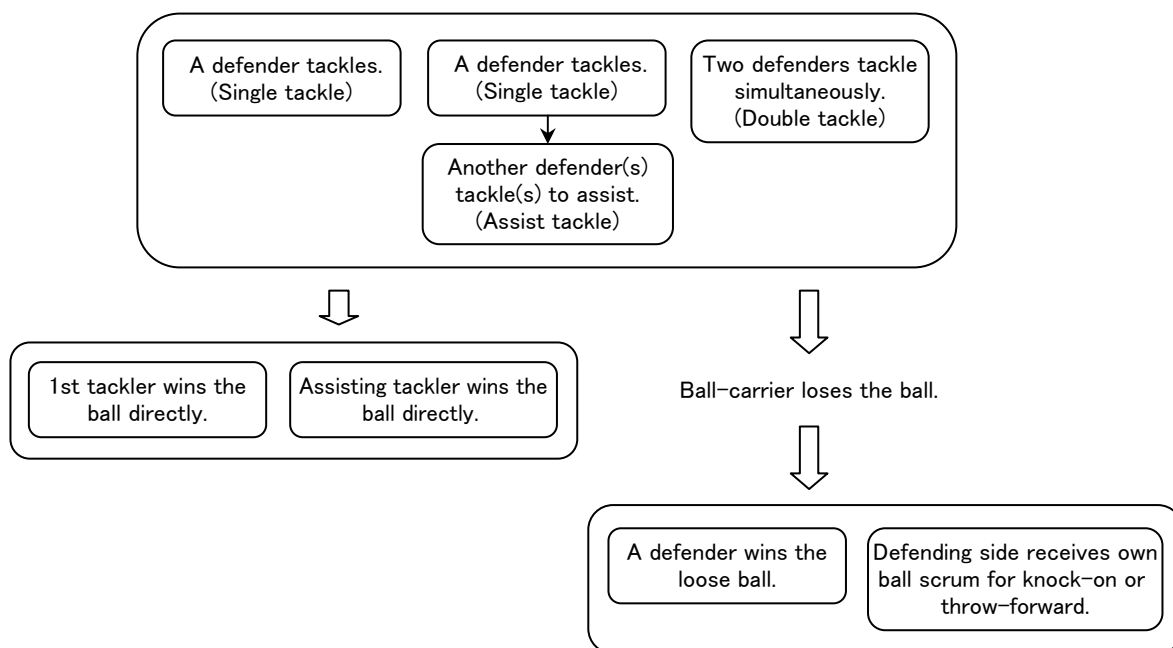 A defender tackles.
(Single tackle)
A defender tackles.
(Single tackle)
Two defenders tackle
simultaneously.
(Double tackle)
Another defender(s)
tackle(s) to assist.
(Assist tackle)
1st tackler wins the
ball directly.
Assisting tackler wins the
ball directly.
Ball-carrier loses the ball.
A defender wins the
loose ball.
Defending side receives own
ball scrum for knock-on or
throw-forward.